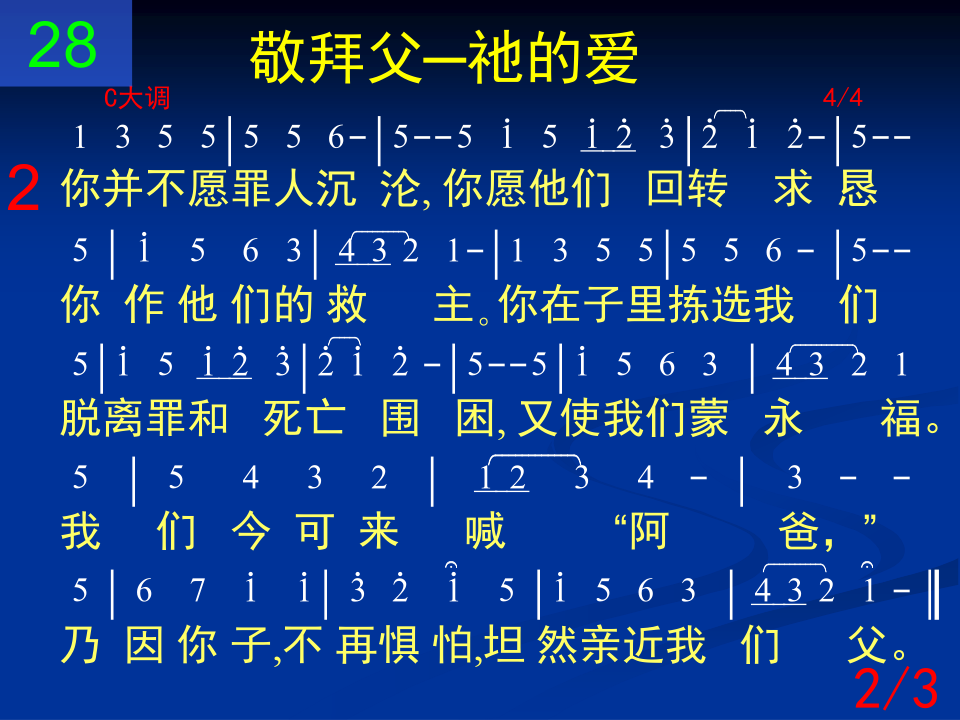 28
敬拜父─祂的爱
C大调 4/4
1 3 5 5|5 5 6-|5--5 i 5 i 2̇ 3̇|2̇ i 2̇-|5--
2 你并不愿罪人沉 沦, 你愿他们 回转 求 恳
5 | i 5 6 3| 4 3 2 1-|1 3 5 5|5 5 6 - |5--
你 作 他 们的 救 主。你在子里拣选我 们
5|i 5 i 2̇ 3̇|2̇ i 2̇ -|5--5|i 5 6 3 | 4 3 2 1
脱离罪和 死亡 围 困, 又使我们蒙 永 福。
5 | 5 4 3 2 | 1 2 3 4 - | 3 - -
我 们 今 可 来 喊 “阿 爸，”
5 | 6 7 i i| 3̇ 2̇ i 5 |i 5 6 3 | 4 3 2 1 -‖
乃 因 你 子,不 再惧 怕,坦 然亲近我 们 父。
2/3